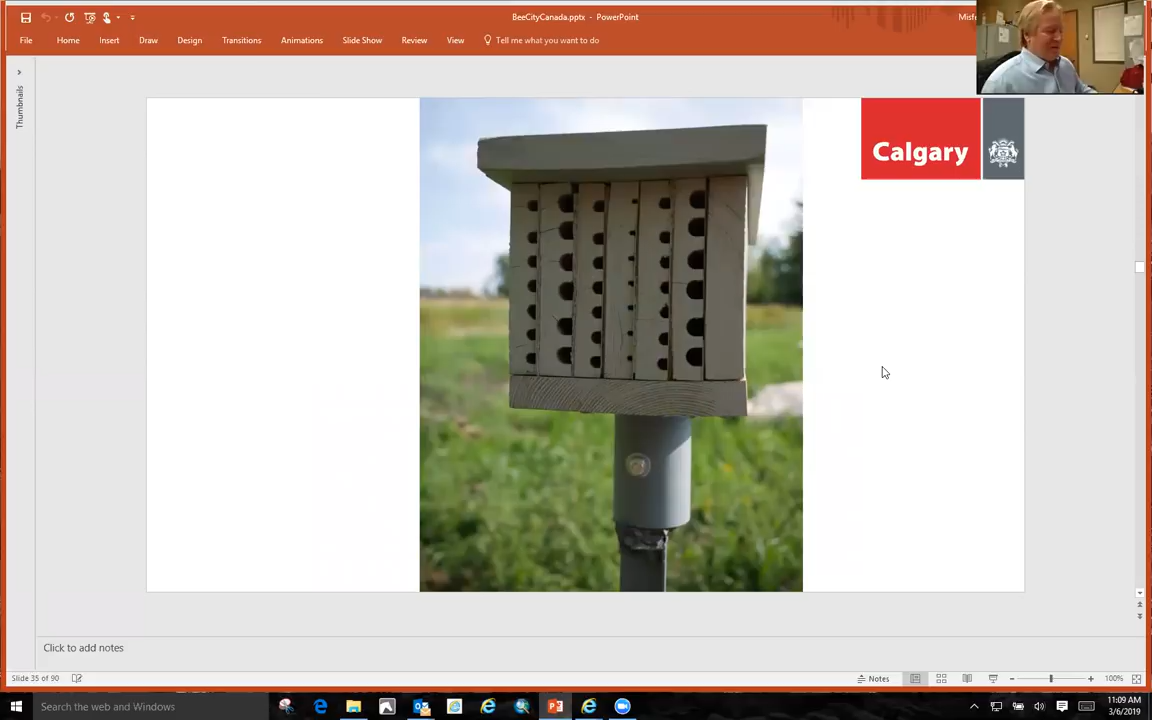 BeeCityCanada.pptx - PowerPoint
Misf
File Home Insert Draw Design Transitions Animations Slide Show Review View Tell me what you want to do
Thumbnails
Calgary
Click to add notes
Slide 35 of 90
Notes
100%
Search the web and Windows
11:09 AM
3/6/2019